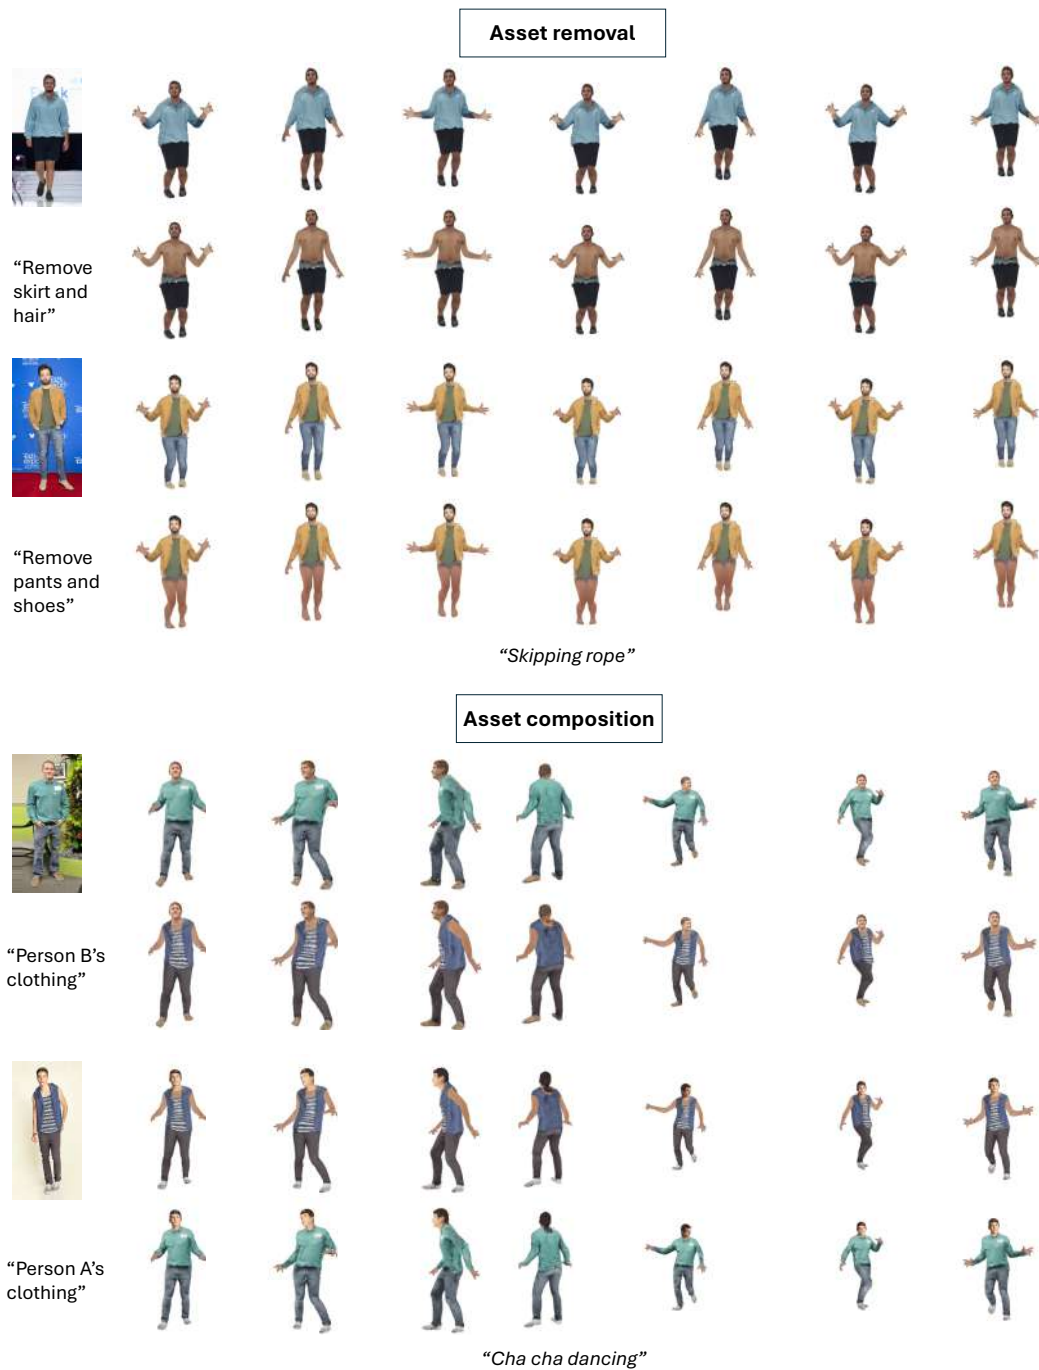 Asset removal
“Remove
skirt and
hair”
“Remove
pants and
shoes”
“Skipping rope”
Asset composition
“Person B’s
clothing”
“Person A’s
clothing”
“Cha cha dancing”